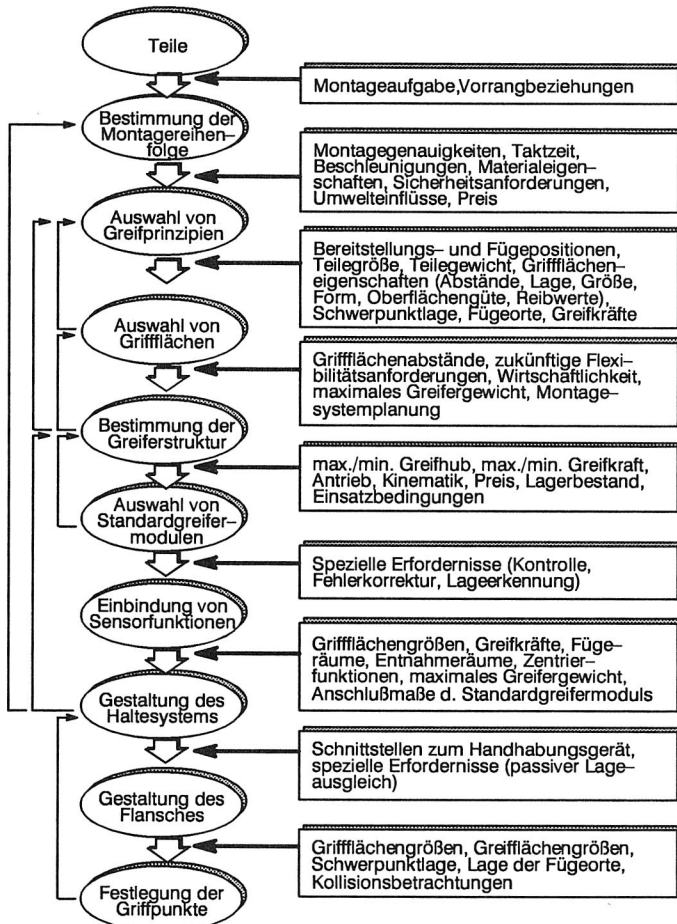 Teile
Montageaufgabe,Vorrangbeziehungen
Bestimmung der
Montagereihen–
folge
Montagegenauigkeiten, Taktzeit,
Beschleunigungen, Materialeigen–
schaften, Sicherheitsanforderungen,
Umwelteinflüsse, Preis
Auswahl von
Greifprinzipien
Bereitstellungs– und Fügepositionen,
Teilegröße, Teilegewicht, Griffflächen–
eigenschaften (Abstände, Lage, Größe,
Form, Oberflächengüte, Reibwerte),
Schwerpunktlage, Fügeorte, Greifkräfte
Auswahl von
Griffflächen
Griffflächenabstände, zukünftige Flexi–
bilitätsanforderungen, Wirtschaftlichkeit,
maximales Greifergewicht, Montage–
systemplanung
Bestimmung der
Greiferstruktur
max./min. Greifhub, max./min. Greifkraft,
Antrieb, Kinematik, Preis, Lagerbestand,
Einsatzbedingungen
Auswahl von
Standardgreifer–
modulen
Spezielle Erfordernisse (Kontrolle,
Fehlerkorrektur, Lageerkennung)
Einbindung von
Sensorfunktionen
Griffflächengrößen, Greifkräfte, Füge–
räume, Entnahmeräume, Zentrier–
funktionen, maximales Greifergewicht,
Anschlußmaße d. Standardgreifermoduls
Gestaltung des
Haltesystems
Schnittstellen zum Handhabungsgerät,
spezielle Erfordernisse (passiver Lage–
ausgleich)
Gestaltung des
Flansches
Griffflächengrößen, Greifflächengrößen,
Schwerpunktlage, Lage der Fügeorte,
Kollisionsbetrachtungen
Festlegung der
Griffpunkte